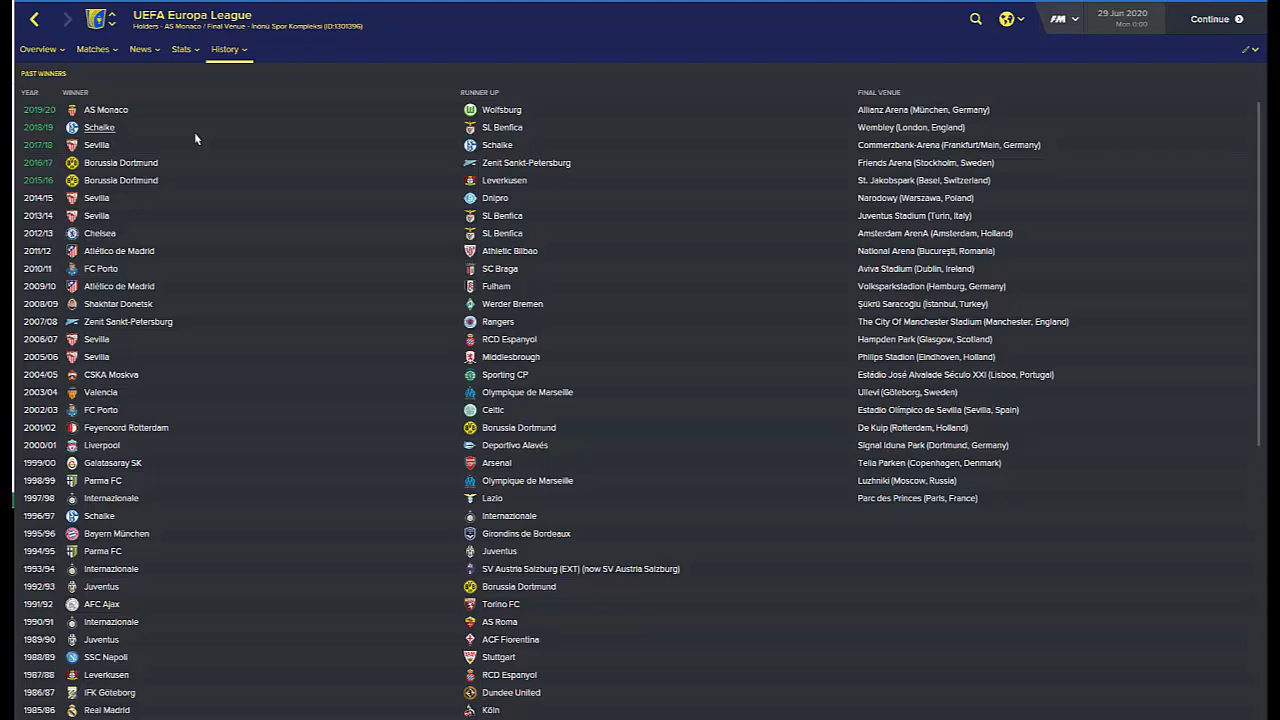 UEFA Europa League
Holders - AS Monaco / Final Venue - İnönü Spor Kompleksi (ID:1301396)
FM
29 Jun 2020
Mon 0:00
Continue
Overview Matches News Stats History
PAST WINNERS
YEAR WINNER RUNNER UP FINAL VENUE
2019/20 AS Monaco Wolfsburg Allianz Arena (München, Germany)
2018/19 Schalke SL Benfica Wembley (London, England)
2017/18 Sevilla Schalke Commerzbank-Arena (Frankfurt/Main, Germany)
2016/17 Borussia Dortmund Zenit Sankt-Petersburg Friends Arena (Stockholm, Sweden)
2015/16 Borussia Dortmund Leverkusen St. Jakobspark (Basel, Switzerland)
2014/15 Sevilla Dnipro Narodowy (Warszawa, Poland)
2013/14 Sevilla SL Benfica Juventus Stadium (Turin, Italy)
2012/13 Chelsea SL Benfica Amsterdam ArenA (Amsterdam, Holland)
2011/12 Atlético de Madrid Athletic Bilbao National Arena (Bucureşti, Romania)
2010/11 FC Porto SC Braga Aviva Stadium (Dublin, Ireland)
2009/10 Atlético de Madrid Fulham Volksparkstadion (Hamburg, Germany)
2008/09 Shakhtar Donetsk Werder Bremen Şükrü Saracoğlu (İstanbul, Turkey)
2007/08 Zenit Sankt-Petersburg Rangers The City Of Manchester Stadium (Manchester, England)
2006/07 Sevilla RCD Espanyol Hampden Park (Glasgow, Scotland)
2005/06 Sevilla Middlesbrough Philips Stadion (Eindhoven, Holland)
2004/05 CSKA Moskva Sporting CP Estádio José Alvalade Século XXI (Lisboa, Portugal)
2003/04 Valencia Olympique de Marseille Ullevi (Göteborg, Sweden)
2002/03 FC Porto Celtic Estadio Olímpico de Sevilla (Sevilla, Spain)
2001/02 Feyenoord Rotterdam Borussia Dortmund De Kuip (Rotterdam, Holland)
2000/01 Liverpool Deportivo Alavés Signal Iduna Park (Dortmund, Germany)
1999/00 Galatasaray SK Arsenal Telia Parken (Copenhagen, Denmark)
1998/99 Parma FC Olympique de Marseille Luzhniki (Moscow, Russia)
1997/98 Internazionale Lazio Parc des Princes (Paris, France)
1996/97 Schalke Internazionale
1995/96 Bayern München Girondins de Bordeaux
1994/95 Parma FC Juventus
1993/94 Internazionale SV Austria Salzburg (EXT) (now SV Austria Salzburg)
1992/93 Juventus Borussia Dortmund
1991/92 AFC Ajax Torino FC
1990/91 Internazionale AS Roma
1989/90 Juventus ACF Fiorentina
1988/89 SSC Napoli Stuttgart
1987/88 Leverkusen RCD Espanyol
1986/87 IFK Göteborg Dundee United
1985/86 Real Madrid Köln